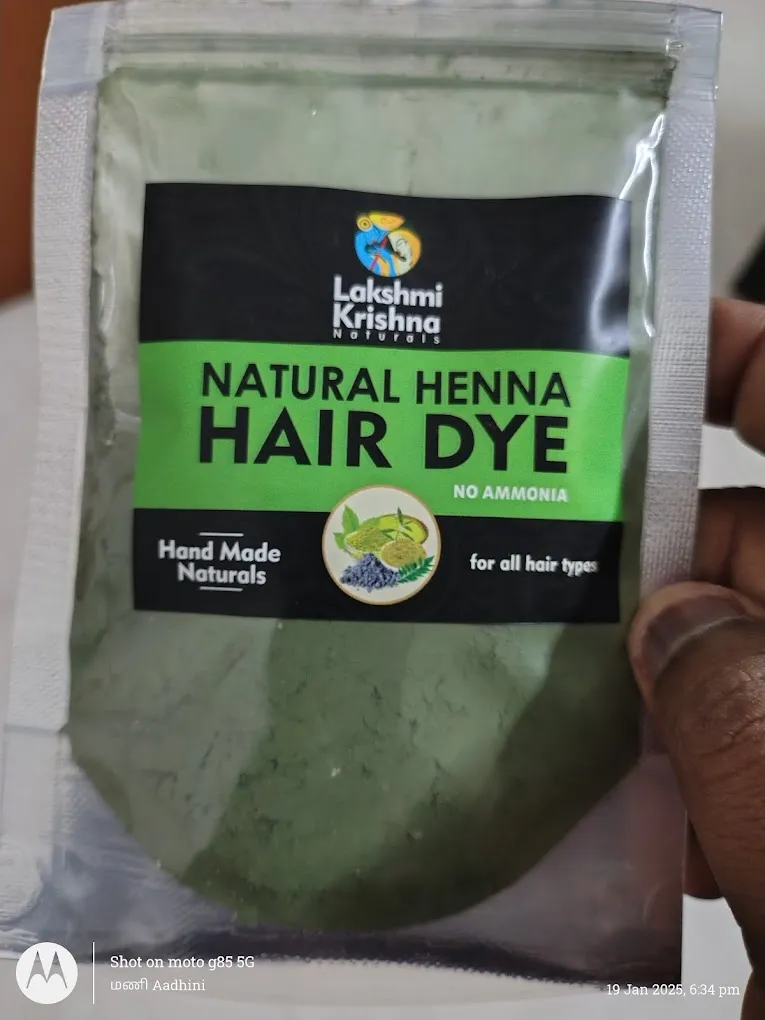 Lakshmi
Krishna
Naturals
NATURAL HENNA
HAIR DYE
NO AMMONIA
Hand Made
Naturals
for all hair types
Shot on moto g85 5G
மணி Aadhini
19 Jan 2025, 6:34 pm